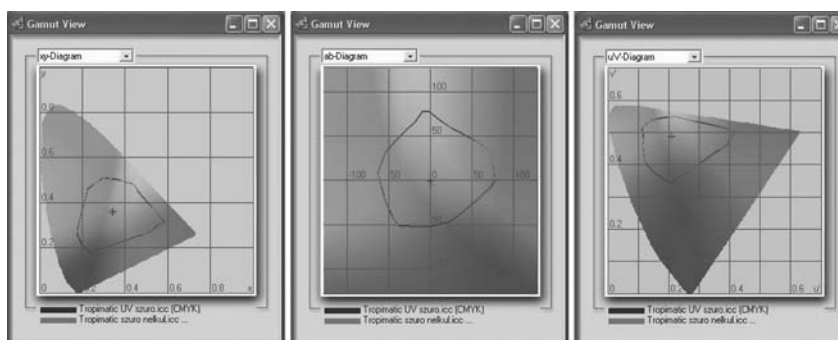 Gamut View
xy-Diagram
y
0.8
0.6
0.4
0.2
0
0.2
0.4
0.6
0.8
x
Tropimatic UV szuro.icc (CMYK)
Tropimatic szuro nelkul.icc ...
Gamut View
ab-Diagram
100
50
-100
-50
0
50
100
Tropimatic UV szuro.icc (CMYK)
Tropimatic szuro nelkul.icc ...
Gamut View
u'v'-Diagram
v'
0.6
0.4
0.2
0
0.2
0.4
0.6
u'
Tropimatic UV szuro.icc (CMYK)
Tropimatic szuro nelkul.icc ...